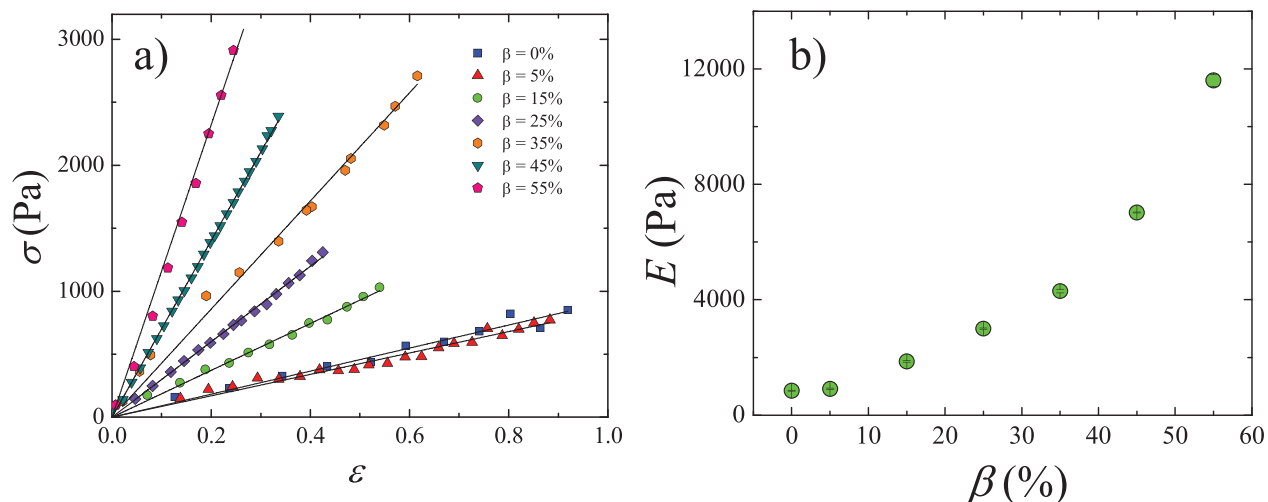 a)
3000
2000
1000
0
σ (Pa)
0.0 0.2 0.4 0.6 0.8 1.0
ε
β = 0%
β = 5%
β = 15%
β = 25%
β = 35%
β = 45%
β = 55%
b)
12000
8000
4000
0
E (Pa)
0 10 20 30 40 50 60
β (%)